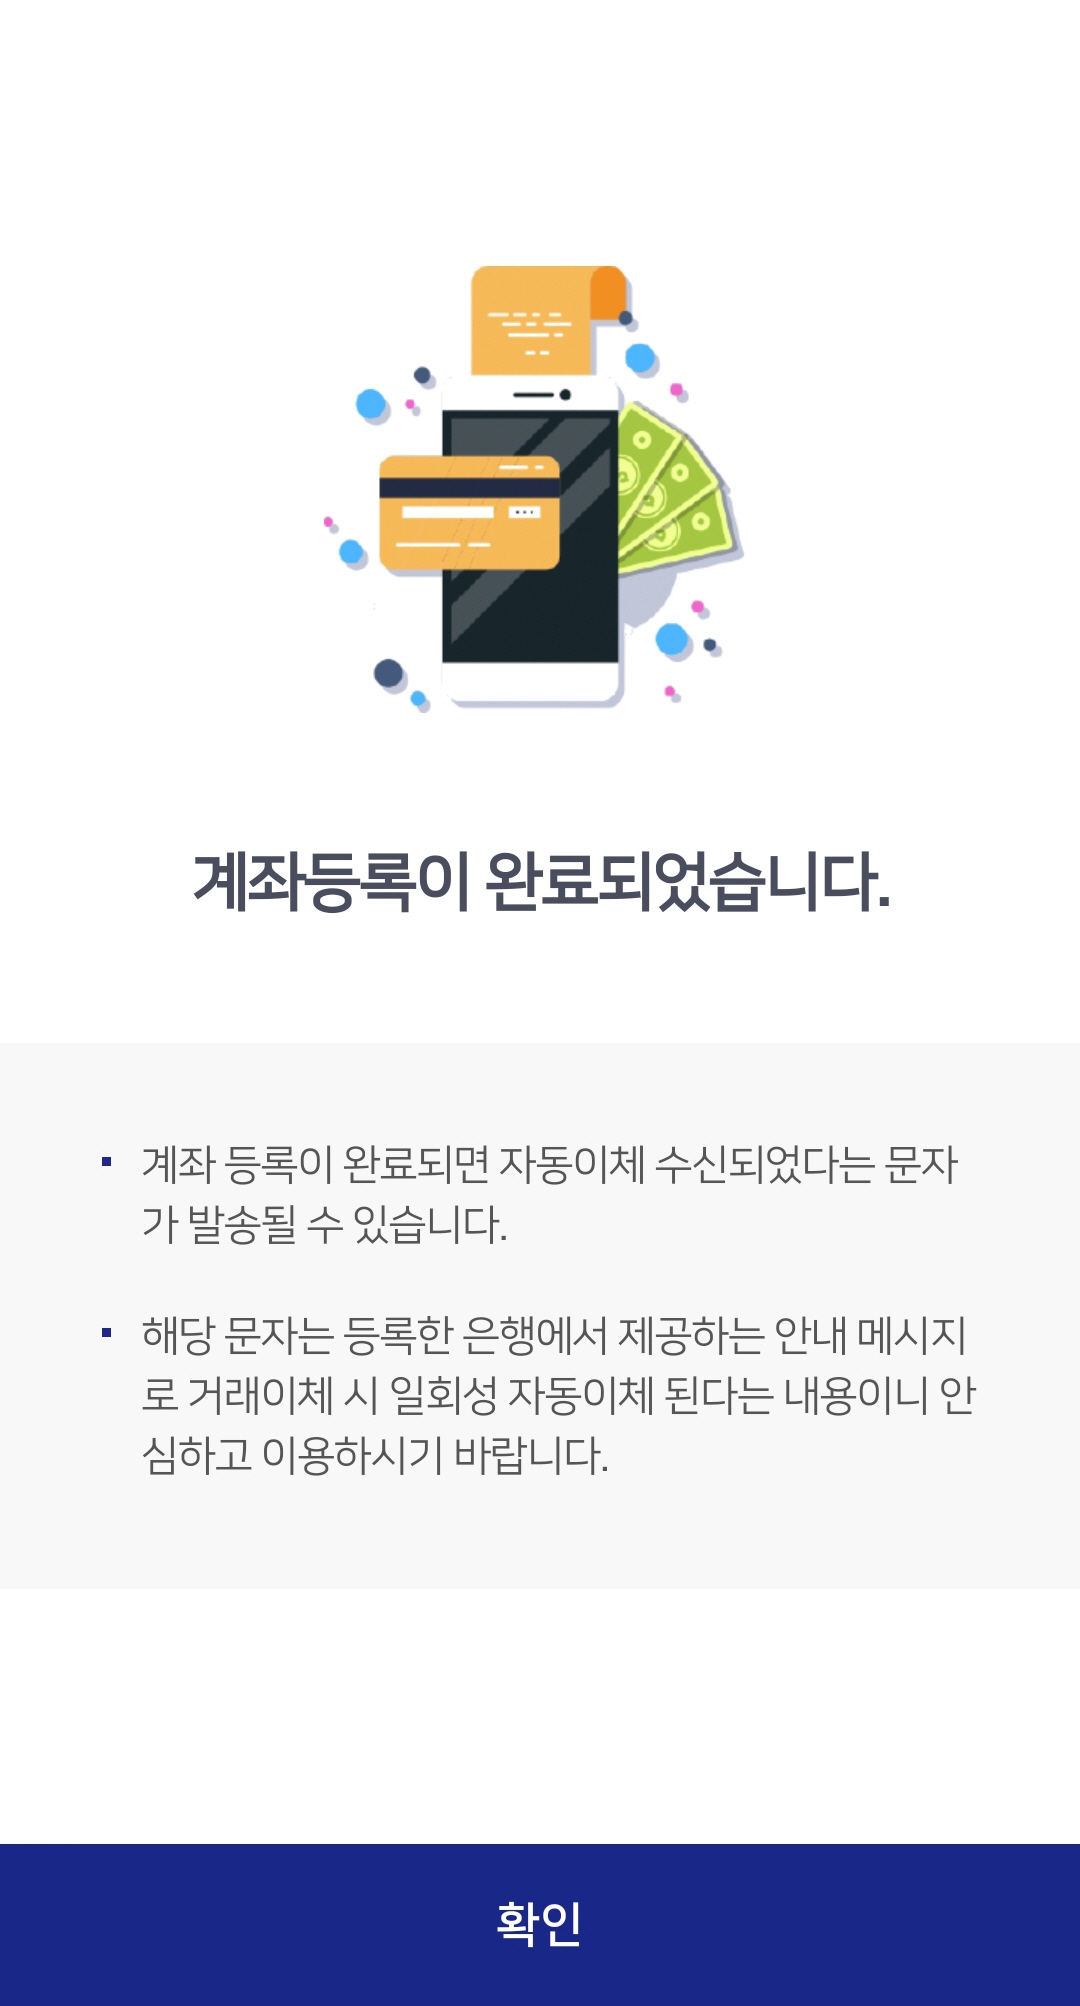 계좌등록이 완료되었습니다.
계좌 등록이 완료되면 자동이체 수신되었다는 문자
가 발송될 수 있습니다.
해당 문자는 등록한 은행에서 제공하는 안내 메시지
로 거래이체 시 일회성 자동이체 된다는 내용이니 안
심하고 이용하시기 바랍니다.
확인